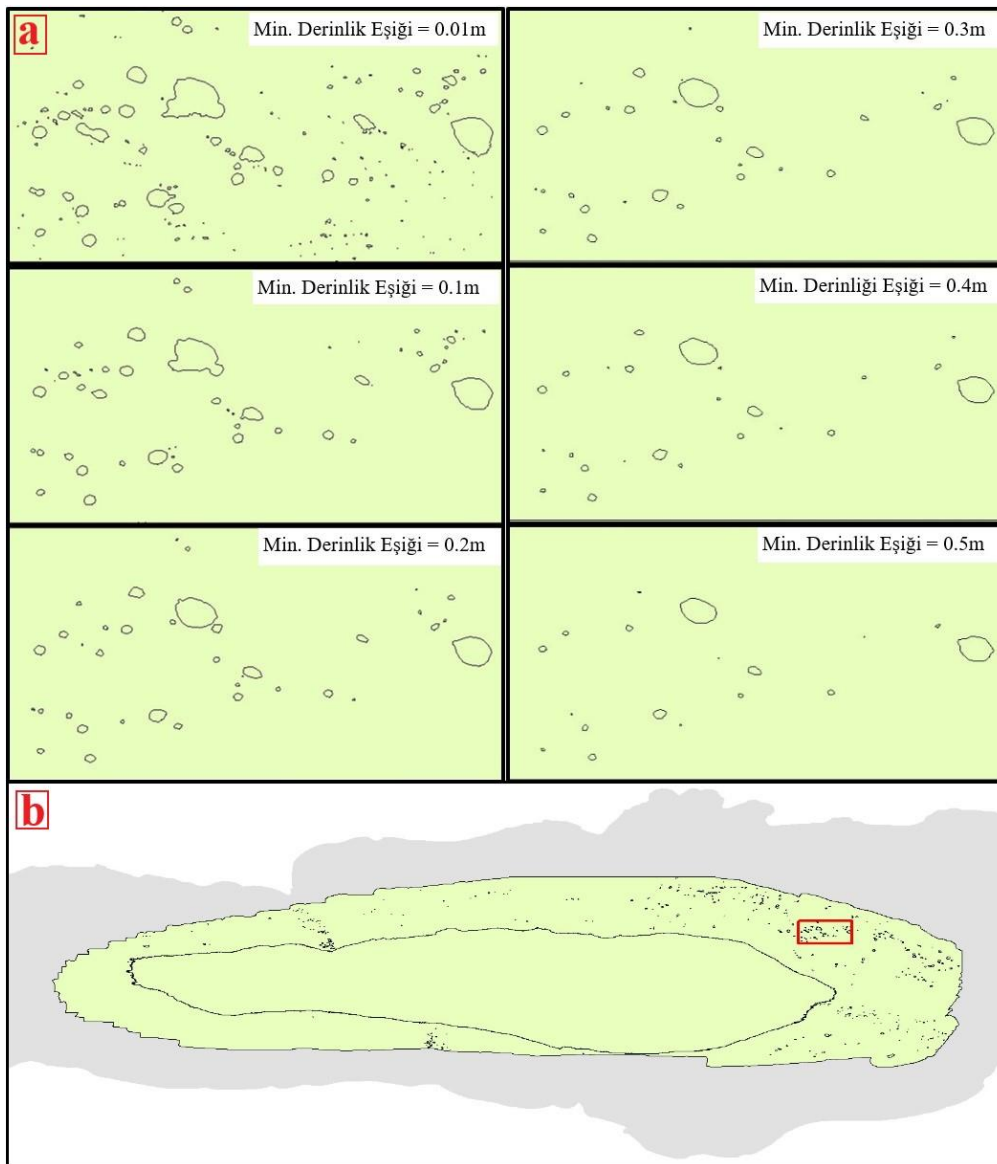 a
Min. Derinlik Eşiği = 0.01m
Min. Derinlik Eşiği = 0.3m
Min. Derinlik Eşiği = 0.1m
Min. Derinliği Eşiği = 0.4m
Min. Derinlik Eşiği = 0.2m
Min. Derinlik Eşiği = 0.5m
b